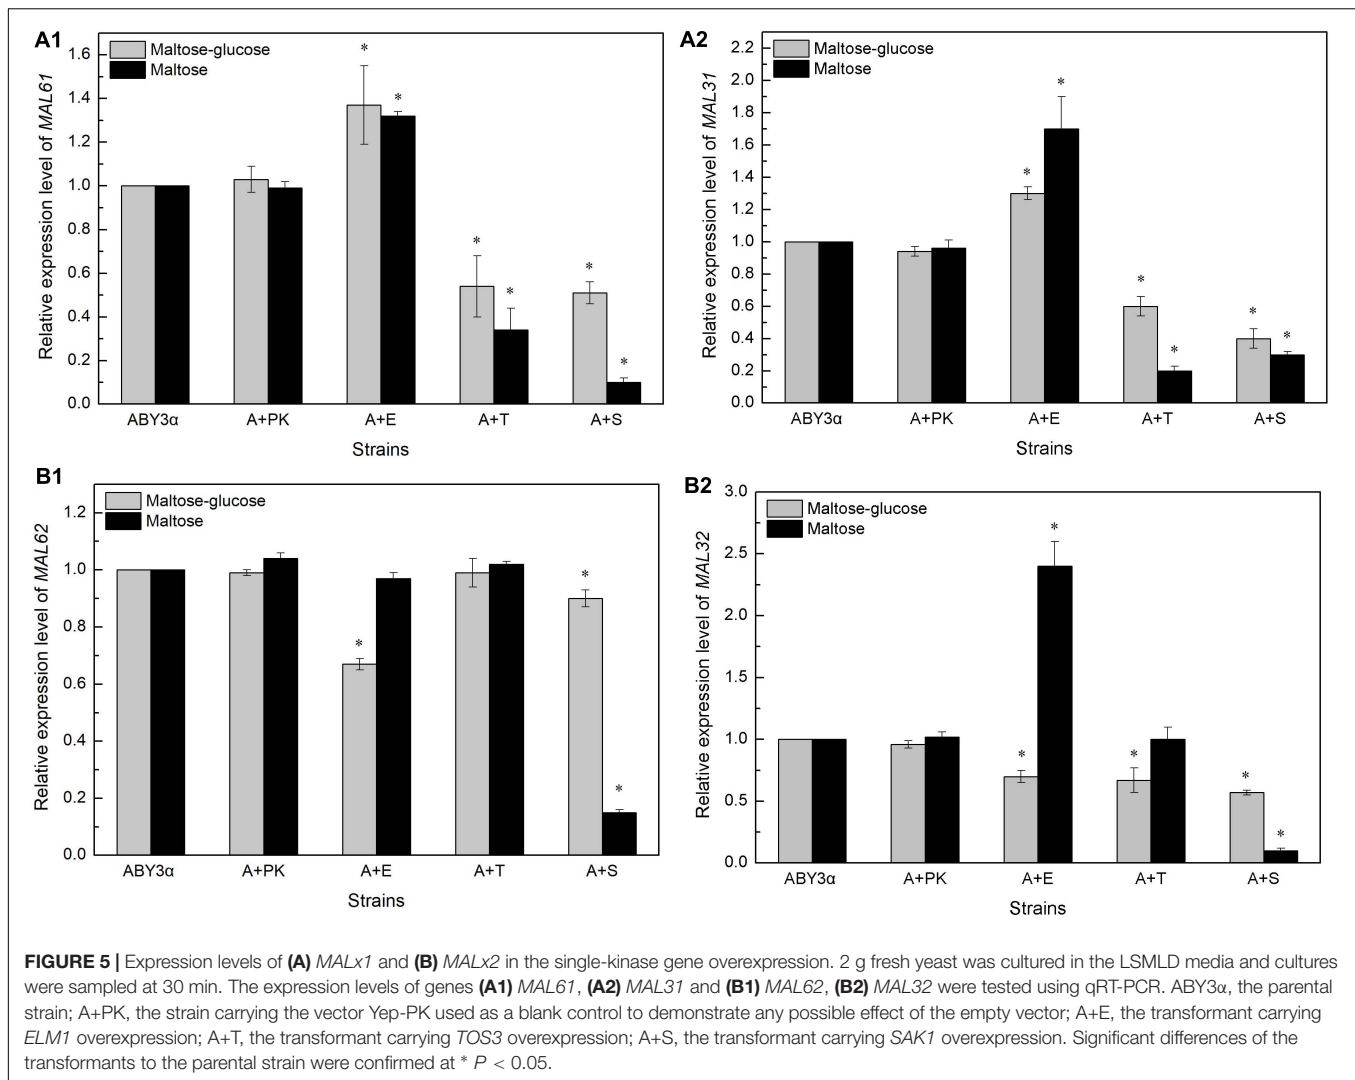 A1
Maltose-glucose
Maltose
Relative expression level of MAL61
1.6
1.4
1.2
1.0
0.8
0.6
0.4
0.2
0.0
* * * * * *
ABY3α A+PK A+E A+T A+S
Strains
A2
Maltose-glucose
Maltose
Relative expression level of MAL31
2.2
2.0
1.8
1.6
1.4
1.2
1.0
0.8
0.6
0.4
0.2
0.0
* * * * * *
ABY3α A+PK A+E A+T A+S
Strains
B1
Maltose-glucose
Maltose
Relative expression level of MAL62
1.2
1.0
0.8
0.6
0.4
0.2
0.0
* * *
ABY3α A+PK A+E A+T A+S
Strains
B2
Maltose-glucose
Maltose
Relative expression level of MAL32
3.0
2.5
2.0
1.5
1.0
0.5
0.0
* * * * *
ABY3α A+PK A+E A+T A+S
Strains
FIGURE 5 | Expression levels of (A) MALx1 and (B) MALx2 in the single-kinase gene overexpression. 2 g fresh yeast was cultured in the LSMLD media and cultures
were sampled at 30 min. The expression levels of genes (A1) MAL61, (A2) MAL31 and (B1) MAL62, (B2) MAL32 were tested using qRT-PCR. ABY3α, the parental
strain; A+PK, the strain carrying the vector Yep-PK used as a blank control to demonstrate any possible effect of the empty vector; A+E, the transformant carrying
ELM1 overexpression; A+T, the transformant carrying TOS3 overexpression; A+S, the transformant carrying SAK1 overexpression. Significant differences of the
transformants to the parental strain were confirmed at * P < 0.05.